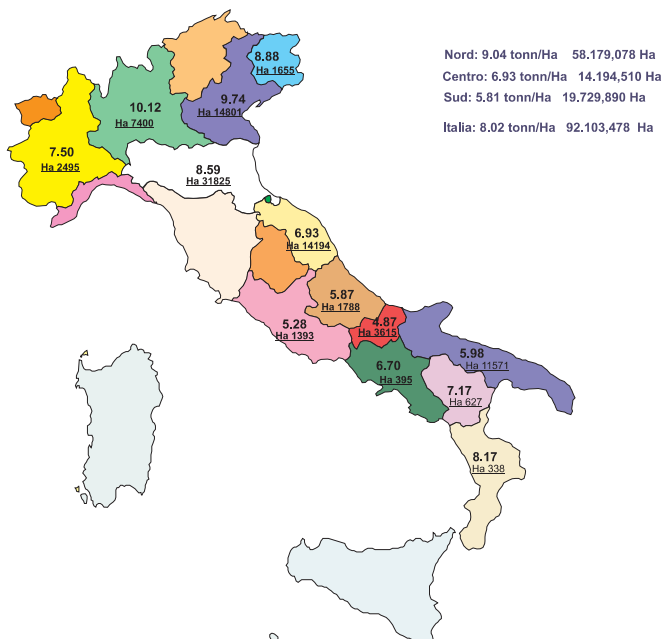 Nord: 9.04 tonn/Ha 58.179,078 Ha
Centro: 6.93 tonn/Ha 14.194,510 Ha
Sud: 5.81 tonn/Ha 19.729,890 Ha
Italia: 8.02 tonn/Ha 92.103,478 Ha
8.88
Ha 1655
10.12
Ha 7400
9.74
Ha 14801
7.50
Ha 2495
8.59
Ha 31825
6.93
Ha 14194
5.87
Ha 1788
5.28
Ha 1393
4.87
Ha 3615
6.70
Ha 395
5.98
Ha 11571
7.17
Ha 627
8.17
Ha 338